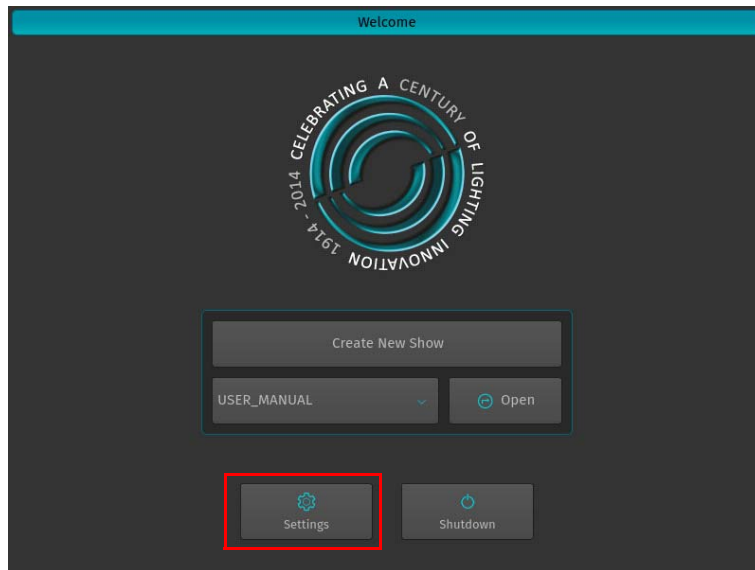 Welcome
CELEBRATING A CENTURY OF LIGHTING INNOVATION 1914 - 2014
Create New Show
USER_MANUAL
Open
Settings
Shutdown